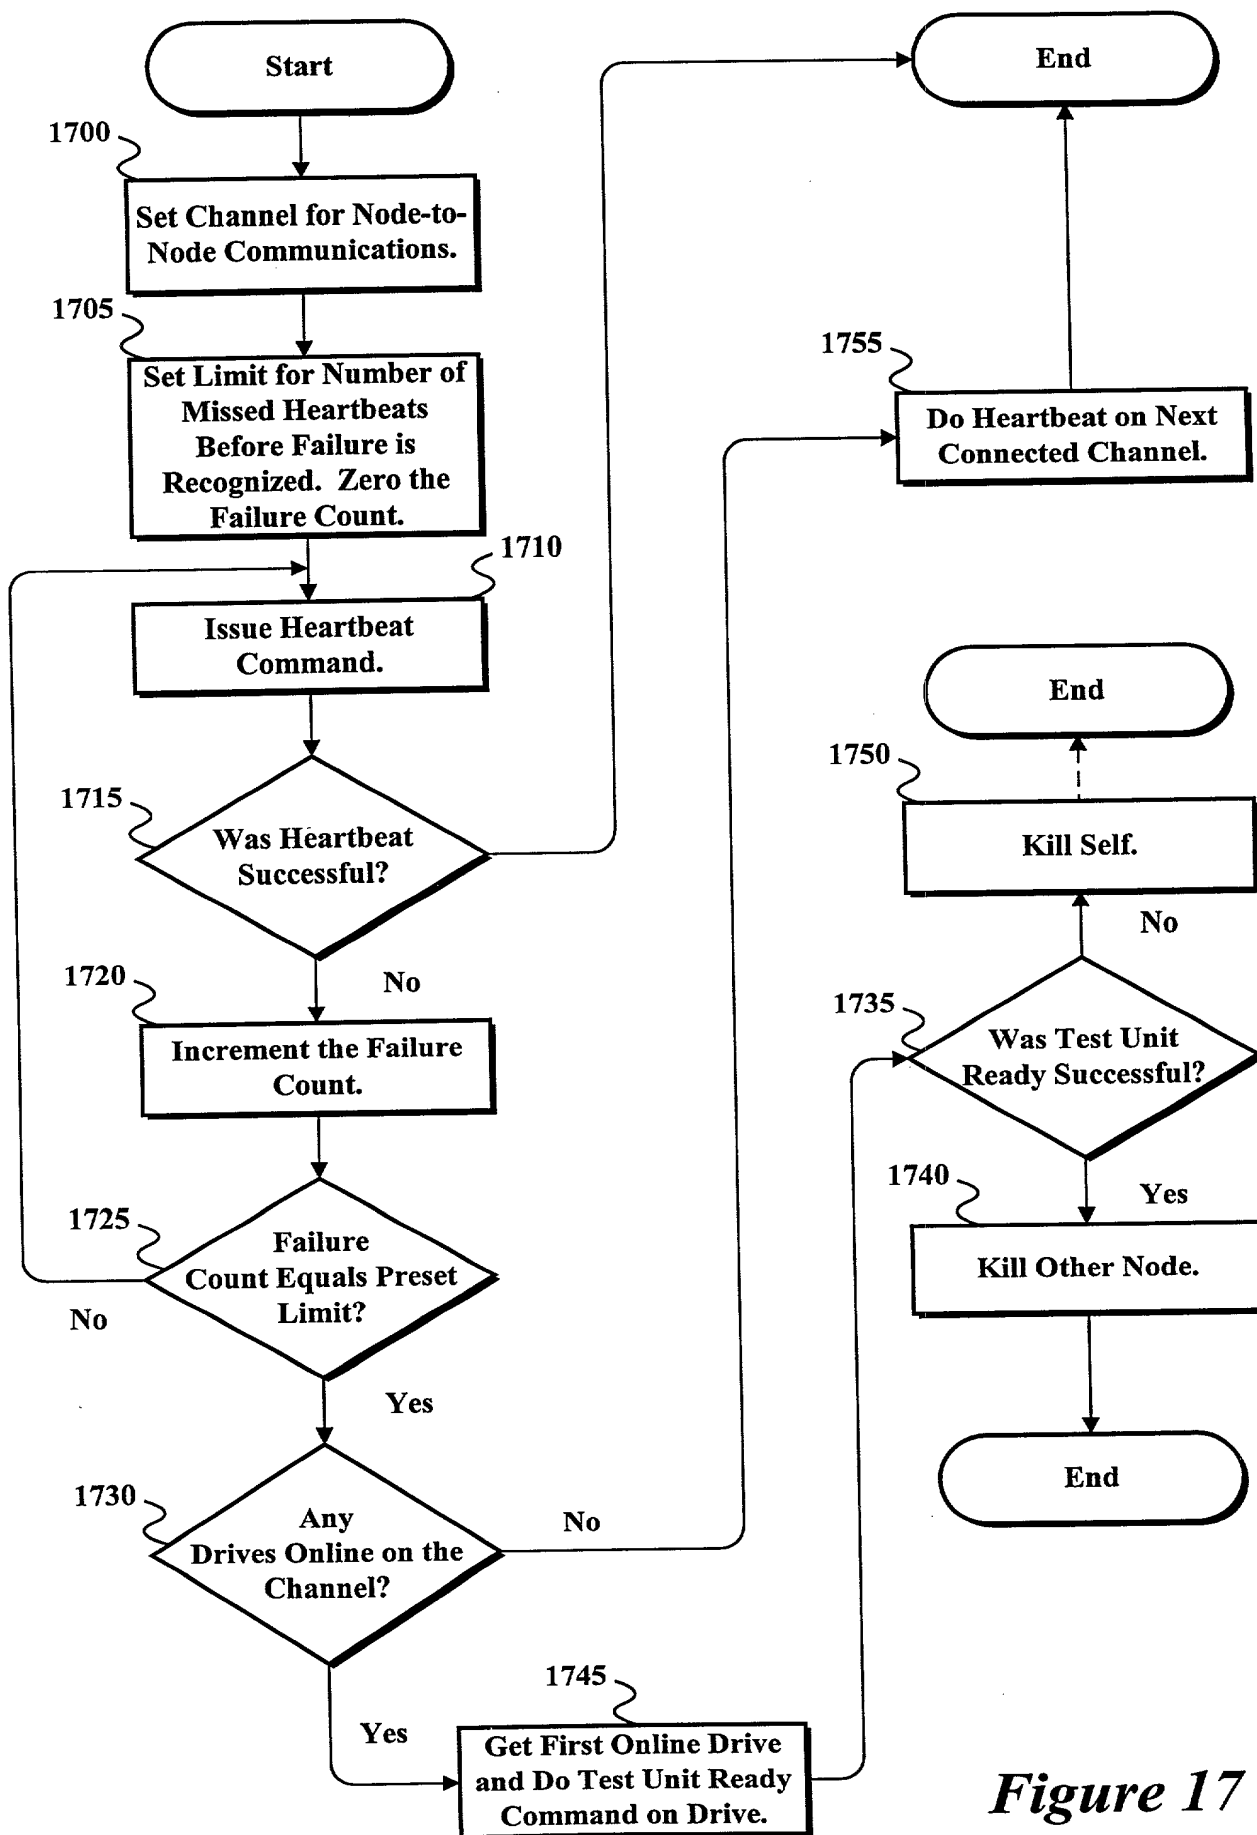 Start
1700
Set Channel for Node-to-
Node Communications.
1705
Set Limit for Number of
Missed Heartbeats
Before Failure is
Recognized. Zero the
Failure Count.
1710
Issue Heartbeat
Command.
1715
Was Heartbeat
Successful?
No
1720
Increment the Failure
Count.
1725
Failure
Count Equals Preset
Limit?
No
Yes
1730
Any
Drives Online on the
Channel?
No
Yes
1745
Get First Online Drive
and Do Test Unit Ready
Command on Drive.
End
1755
Do Heartbeat on Next
Connected Channel.
End
1750
Kill Self.
No
1735
Was Test Unit
Ready Successful?
1740
Yes
Kill Other Node.
End
Figure 17